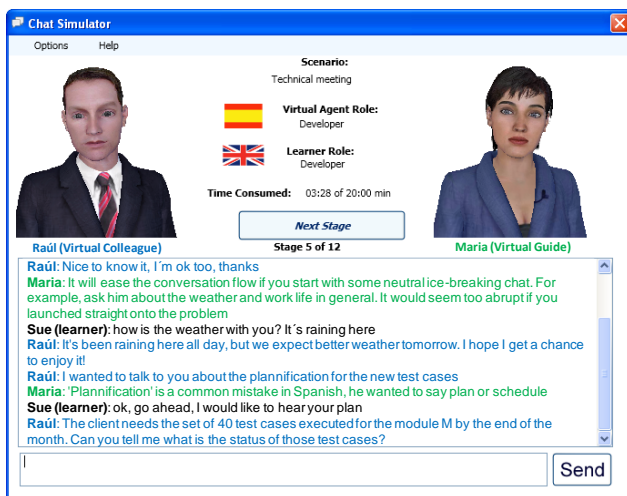 Chat Simulator
Options Help
Scenario:
Technical meeting
Virtual Agent Role:
Developer
Learner Role:
Developer
Time Consumed: 03:28 of 20:00 min
Next Stage
Raúl (Virtual Colleague) Stage 5 of 12 Maria (Virtual Guide)
Raúl: Nice to know it, I´m ok too, thanks
Maria: It will ease the conversation flow if you start with some neutral ice-breaking chat. For
example, ask him about the weather and work life in general. It would seem too abrupt if you
launched straight onto the problem
Sue (learner): how is the weather with you? It´s raining here
Raúl: It's been raining here all day, but we expect better weather tomorrow. I hope I get a chance
to enjoy it!
Raúl: I wanted to talk to you about the plannification for the new test cases
Maria: 'Plannification' is a common mistake in Spanish, he wanted to say plan or schedule
Sue (learner): ok, go ahead, I would like to hear your plan
Raúl: The client needs the set of 40 test cases executed for the module M by the end of the
month. Can you tell me what is the status of those test cases?
Send